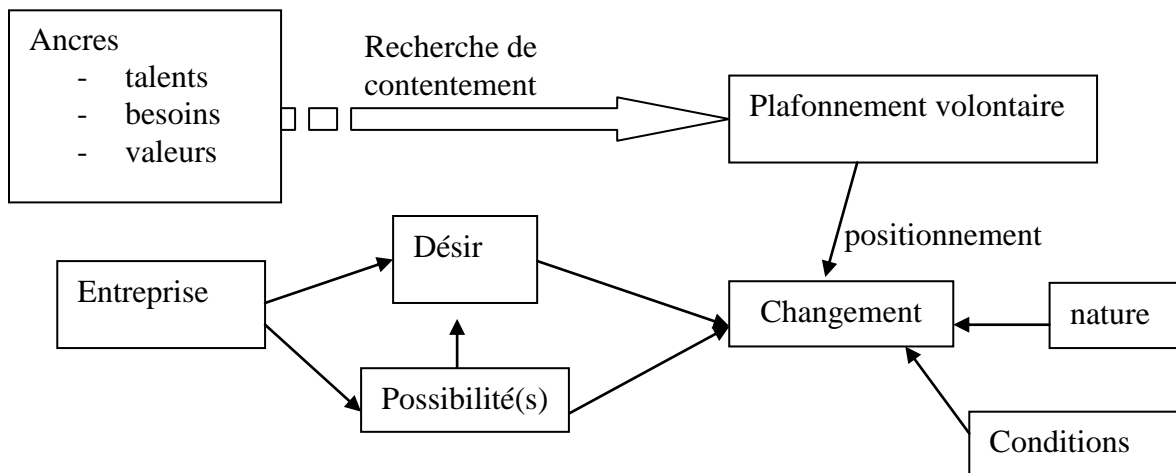 Ancres
- talents
- besoins
- valeurs
Recherche de
contentement
Plafonnement volontaire
positionnement
Désir
Entreprise
Changement
nature
Possibilité(s)
Conditions